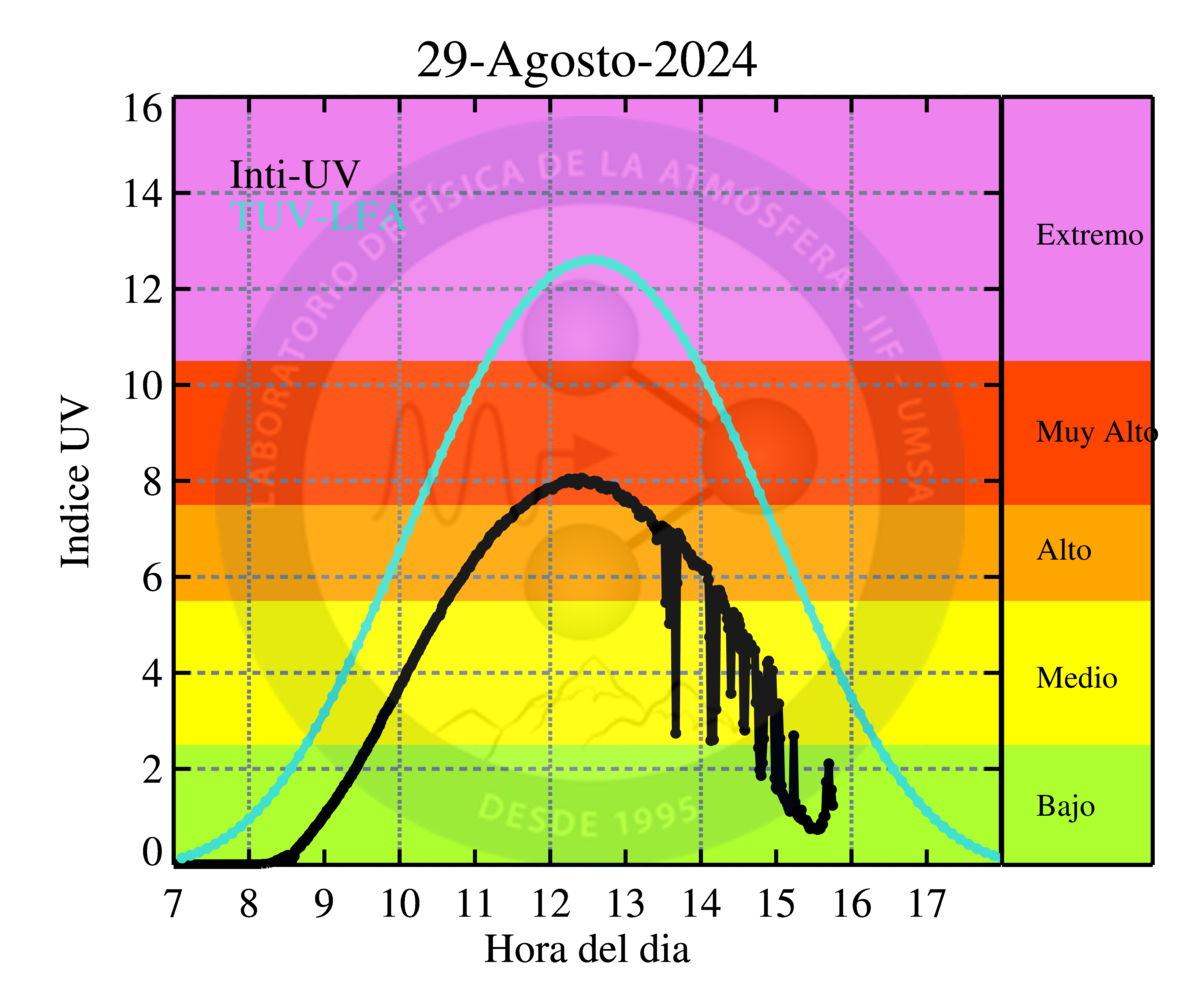 29-Agosto-2024
16
14
12
10
8
6
4
2
0
Indice UV
Inti-UV
TUV-LFA
LABORATORIO DE FÍSICA DE LA ATMÓSFERA - IIF - UMSA
DESDE 1995
Extremo
Muy Alto
Alto
Medio
Bajo
7 8 9 10 11 12 13 14 15 16 17
Hora del dia